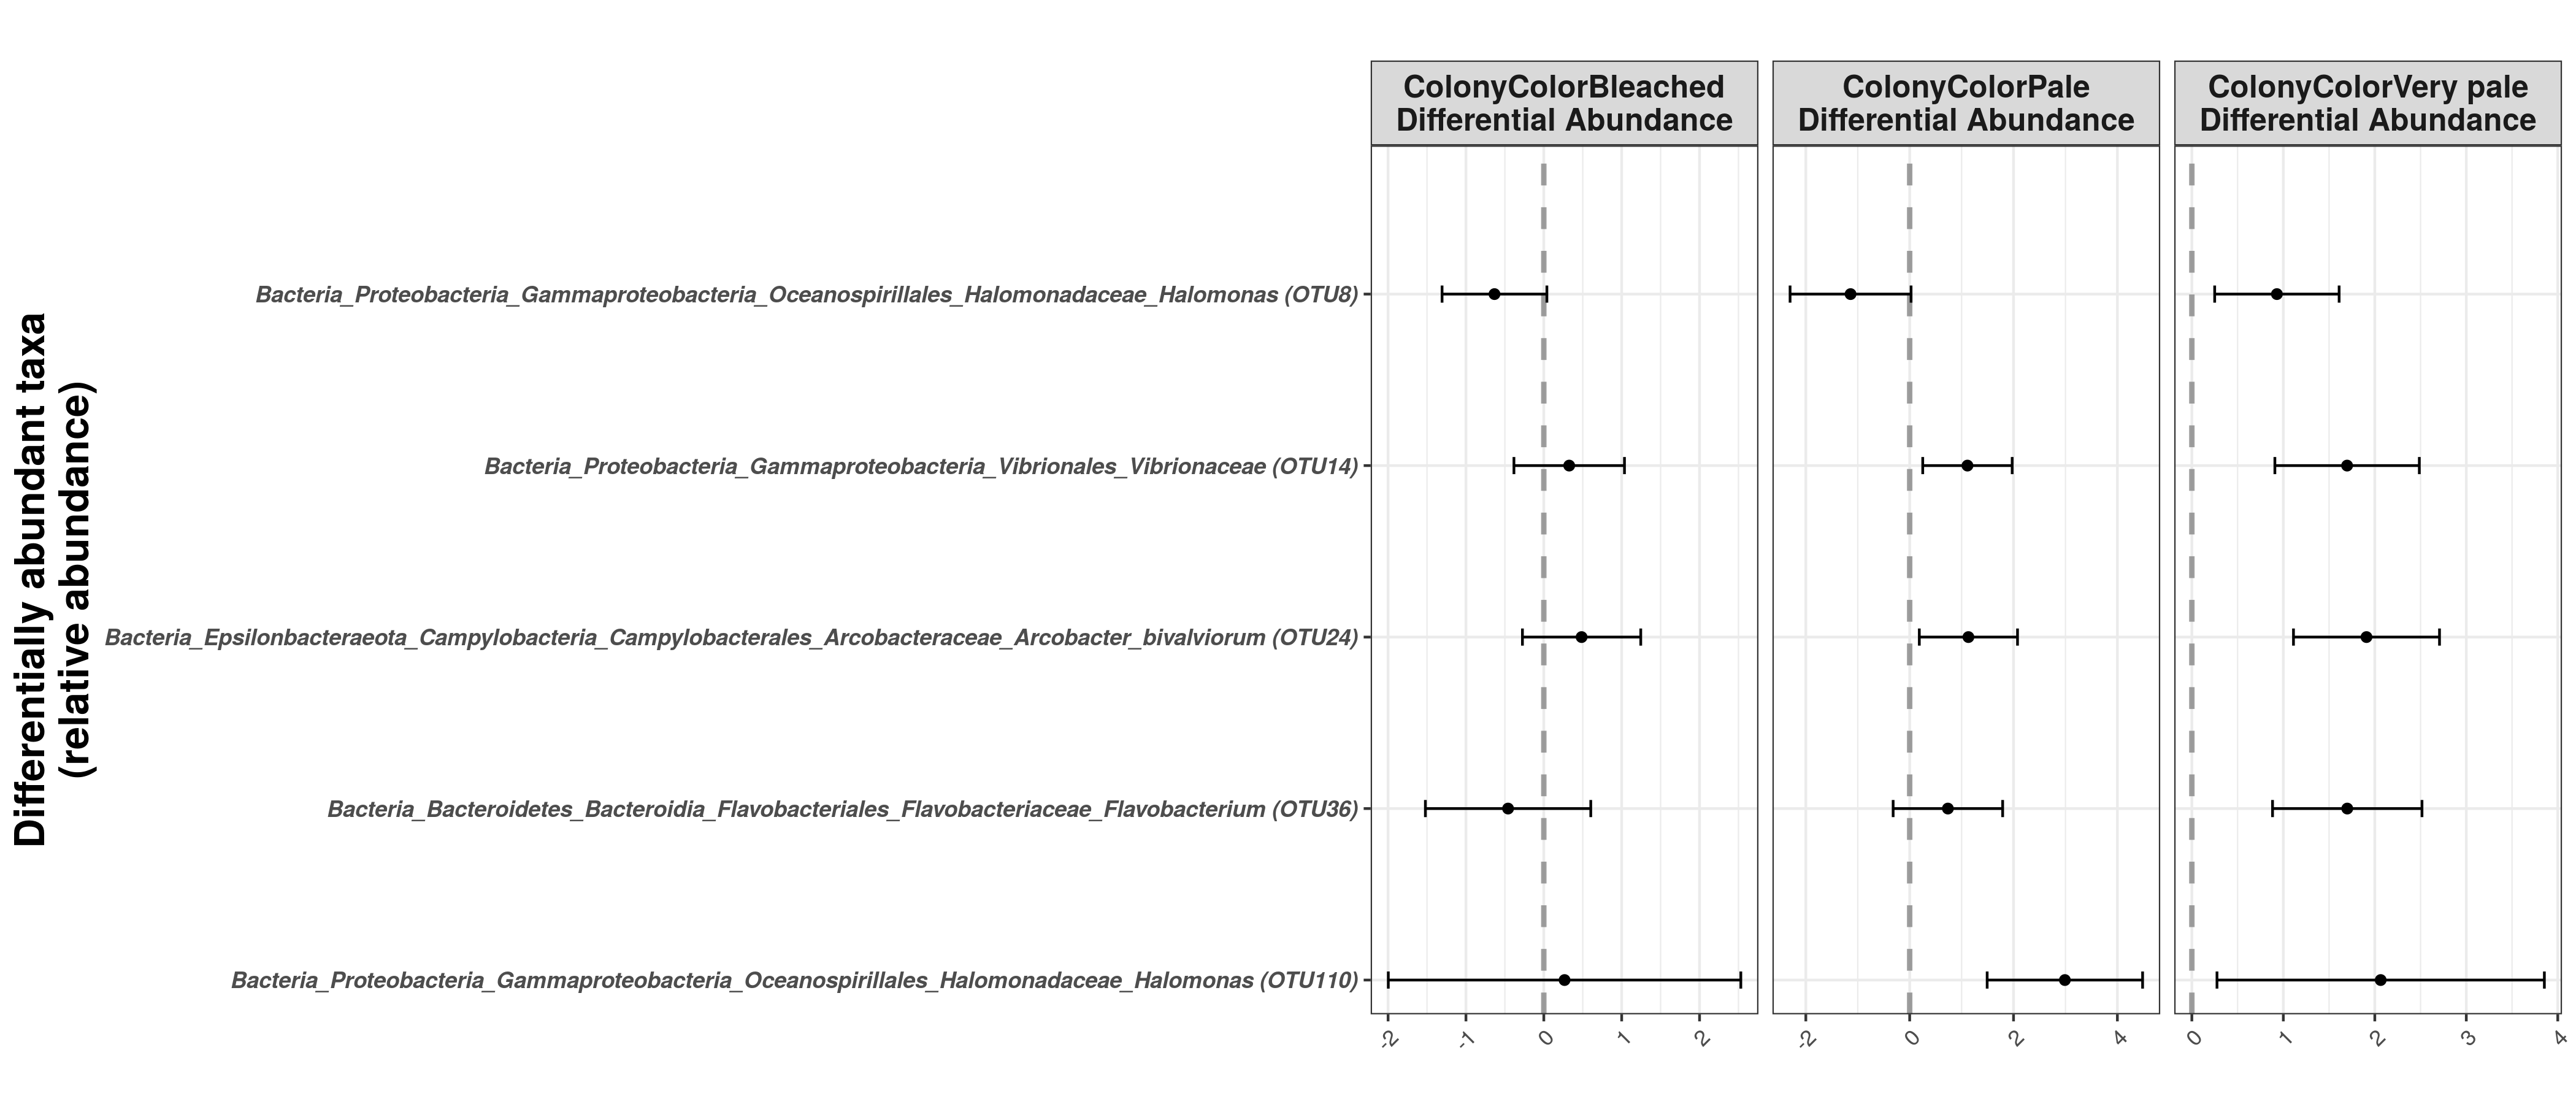 ColonyColorBleached
Differential Abundance
ColonyColorPale
Differential Abundance
ColonyColorVery pale
Differential Abundance
Differentially abundant taxa
(relative abundance)
Bacteria_Proteobacteria_Gammaproteobacteria_Oceanospirillales_Halomonadaceae_Halomonas (OTU8)
Bacteria_Proteobacteria_Gammaproteobacteria_Vibrionales_Vibrionaceae (OTU14)
Bacteria_Epsilonbacteraeota_Campylobacteria_Campylobacterales_Arcobacteraceae_Arcobacter_bivalviorum (OTU24)
Bacteria_Bacteroidetes_Bacteroidia_Flavobacteriales_Flavobacteriaceae_Flavobacterium (OTU36)
Bacteria_Proteobacteria_Gammaproteobacteria_Oceanospirillales_Halomonadaceae_Halomonas (OTU110)
-2 -1 0 1 2
-2 0 2 4
0 1 2 3 4